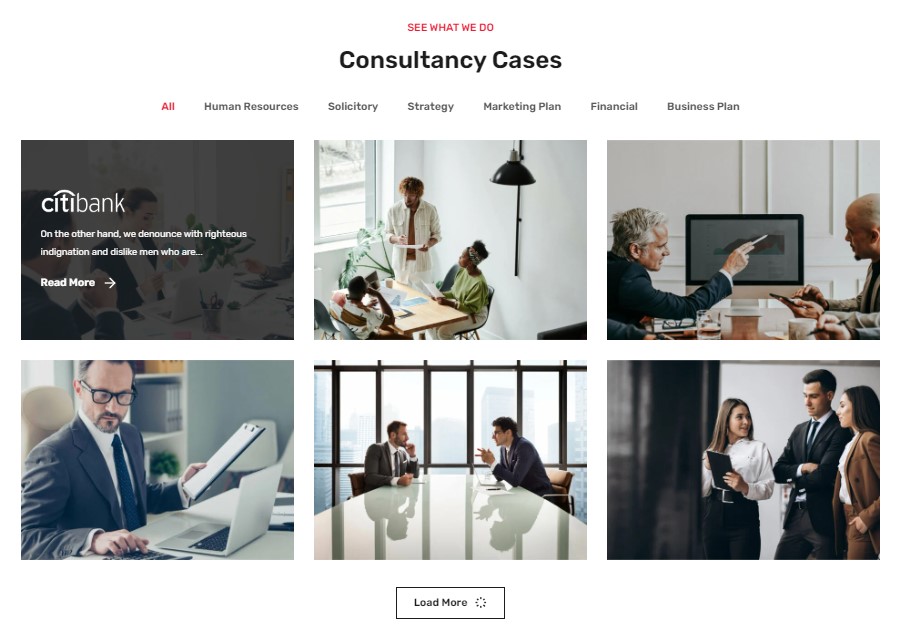 SEE WHAT WE DO
Consultancy Cases
All Human Resources Solicitory Strategy Marketing Plan Financial Business Plan
citibank
On the other hand, we denounce with righteous
indignation and dislike men who are...
Read More
Load More